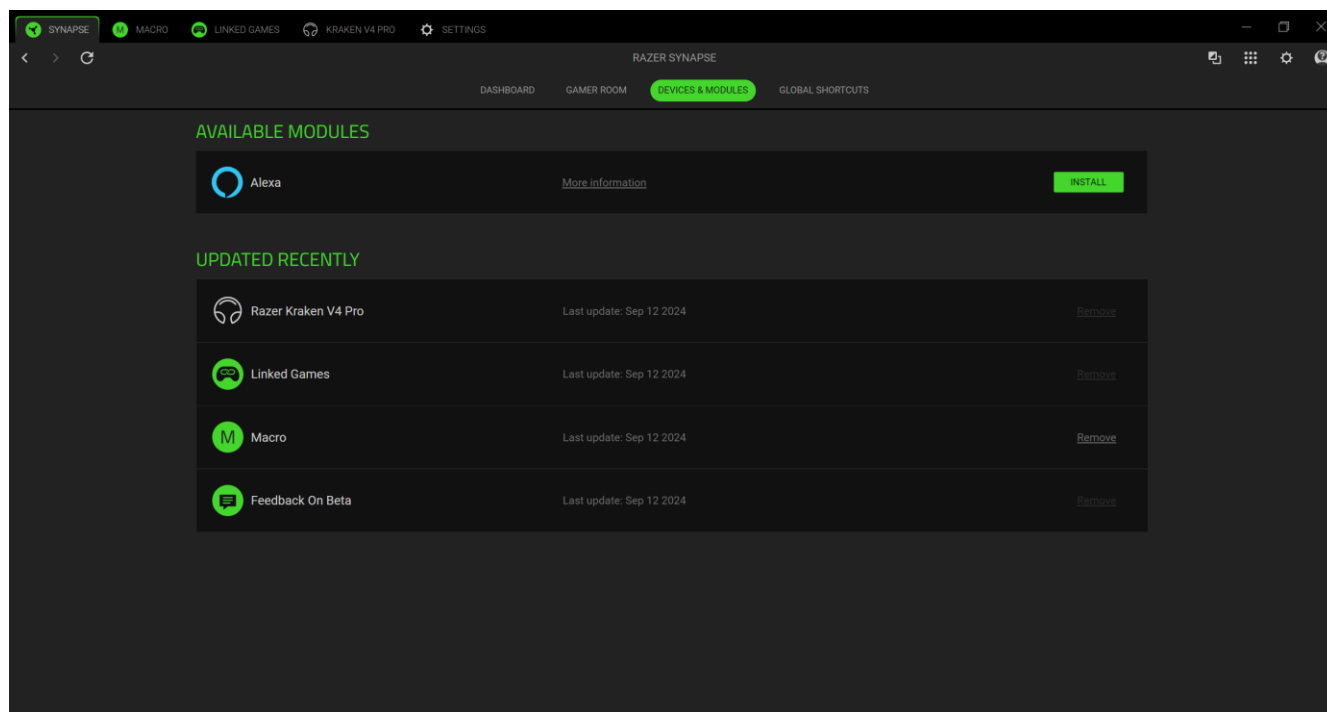 SYNAPSE M MACRO LINKED GAMES KRAKEN V4 PRO SETTINGS
RAZER SYNAPSE
DASHBOARD GAMER ROOM DEVICES & MODULES GLOBAL SHORTCUTS
AVAILABLE MODULES
Alexa More information INSTALL
UPDATED RECENTLY
Razer Kraken V4 Pro Last update: Sep 12 2024 Remove
Linked Games Last update: Sep 12 2024 Remove
M Macro Last update: Sep 12 2024 Remove
Feedback On Beta Last update: Sep 12 2024 Remove